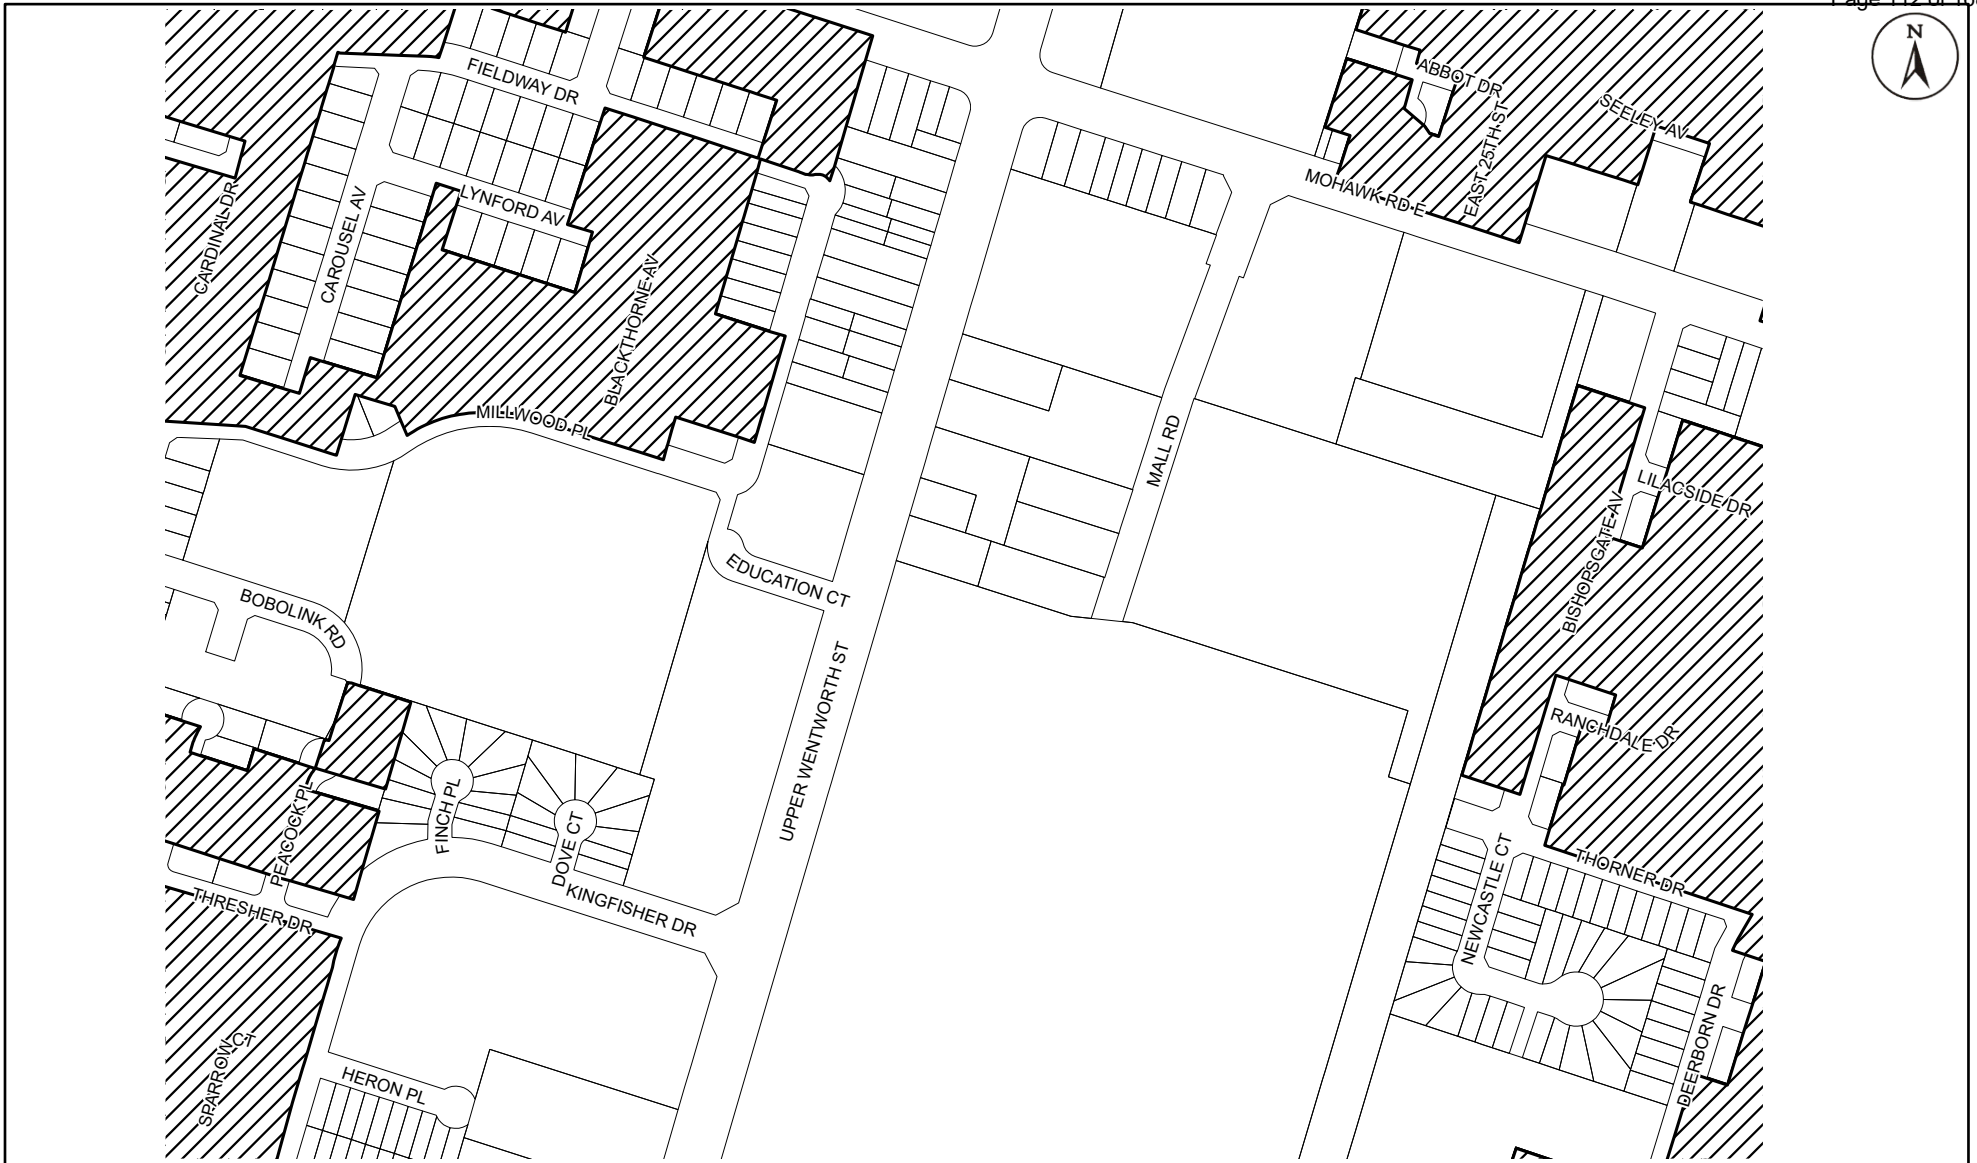 N
FIELDWAY DR
ABBOT DR
SEELEY AV
EAST 25TH ST
CARDINAL DR
CAROUSEL AV
LYNFORD AV
MOHAWK RD E
BLACKTHORNE AV
MILLWOOD PL
MALL RD
LILACSIDE DR
BISHOPSGATE AV
EDUCATION CT
BOBOLINK RD
UPPER WENTWORTH ST
RANCHDALE DR
PEACOCK PL
FINCH PL
DOVE CT
NEWCASTLE CT
THORNER DR
THRESHER DR
KINGFISHER DR
SPARROW CT
HERON PL
DEERBORN DR